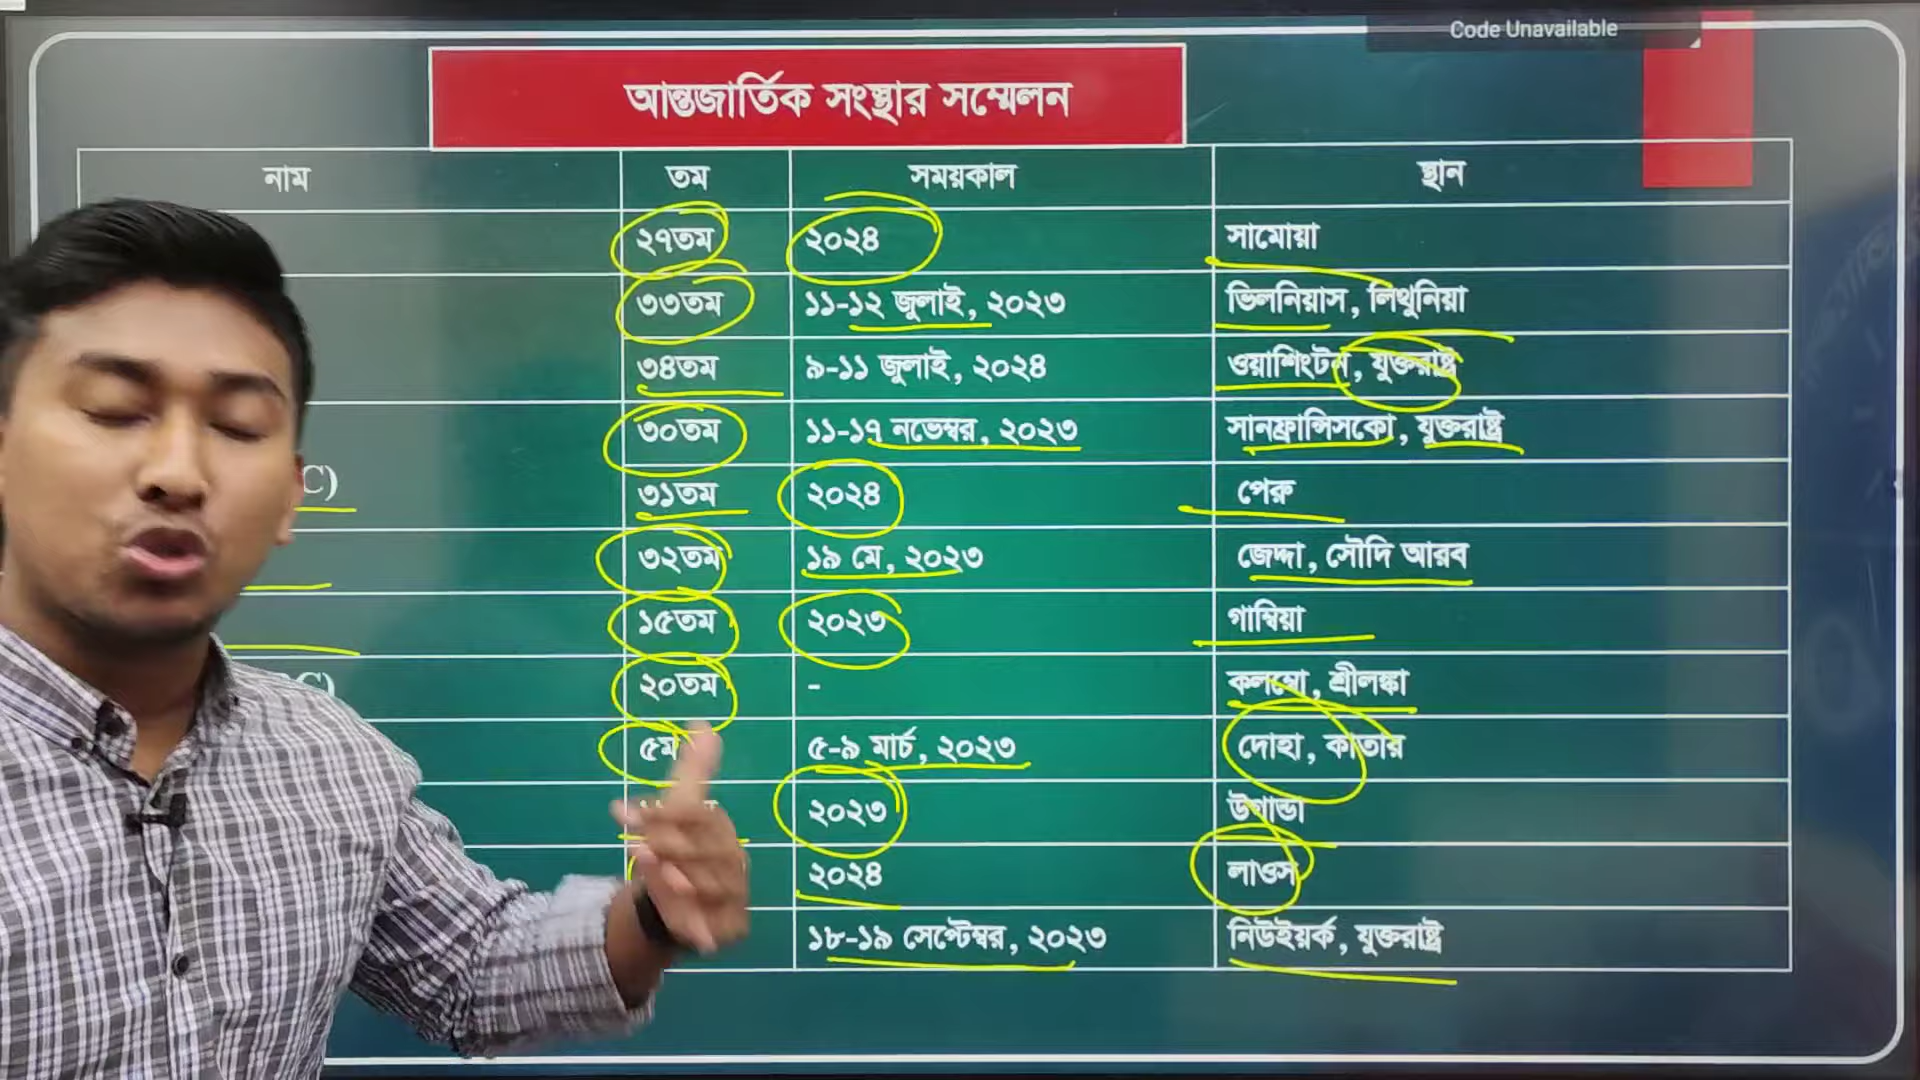 Code Unavailable
আন্তজার্তিক সংস্থার সম্মেলন
নাম তম সময়কাল স্থান
২৭তম ২০২৪ সামোয়া
৩৩তম ১১-১২ জুলাই, ২০২৩ ভিলনিয়াস, লিথুনিয়া
৩৪তম ৯-১১ জুলাই, ২০২৪ ওয়াশিংটন, যুক্তরাষ্ট্র
৩০তম ১১-১৭ নভেম্বর, ২০২৩ সানফ্রান্সিসকো, যুক্তরাষ্ট্র
C) ৩১তম ২০২৪ পেরু
৩২তম ১৯ মে, ২০২৩ জেদ্দা, সৌদি আরব
১৫তম ২০২৩ গাম্বিয়া
C) ২০তম - কলম্বো, শ্রীলঙ্কা
৫ম ৫-৯ মার্চ, ২০২৩ দোহা, কাতার
২০২৩ উগান্ডা
২০২৪ লাওস
১৮-১৯ সেপ্টেম্বর, ২০২৩ নিউইয়র্ক, যুক্তরাষ্ট্র